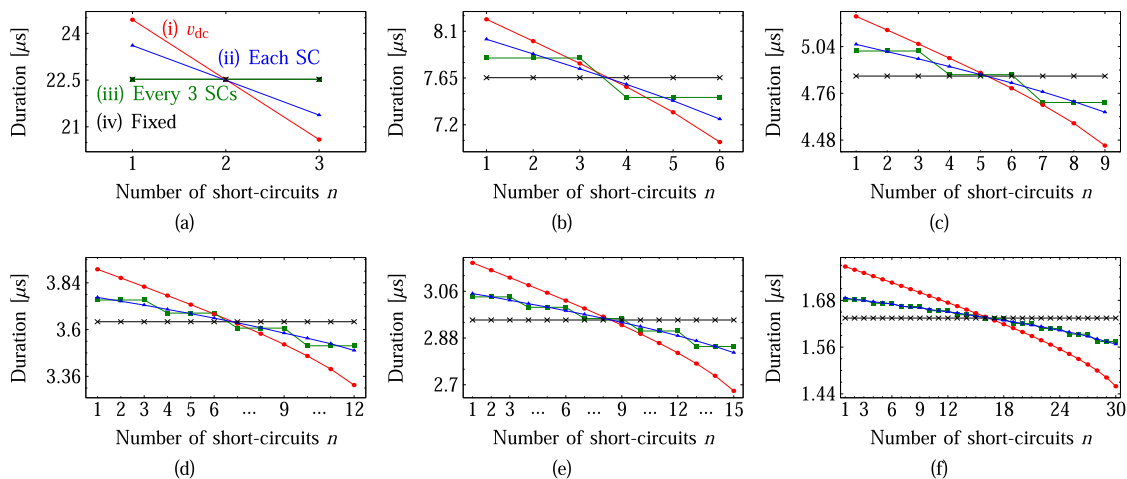 Duration [μs]
24
22.5
21
(i) vdc
(ii) Each SC
(iii) Every 3 SCs
(iv) Fixed
1 2 3
Number of short-circuits n
(a)
Duration [μs]
8.1
7.65
7.2
1 2 3 4 5 6
Number of short-circuits n
(b)
Duration [μs]
5.04
4.76
4.48
1 2 3 4 5 6 7 8 9
Number of short-circuits n
(c)
Duration [μs]
3.84
3.6
3.36
1 2 3 4 5 6 ... 9 ... 12
Number of short-circuits n
(d)
Duration [μs]
3.06
2.88
2.7
1 2 3 ... 6 ... 9 ... 12 ... 15
Number of short-circuits n
(e)
Duration [μs]
1.68
1.56
1.44
1 3 6 9 12 18 24 30
Number of short-circuits n
(f)